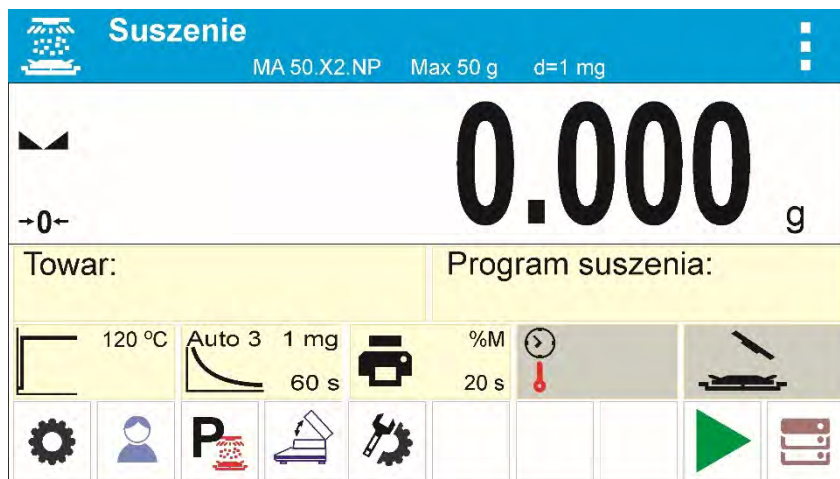 Suszenie
MA 50.X2.NP Max 50 g d=1 mg
0.000 g
→0←
Towar: Program suszenia:
120 °C Auto 3 1 mg %M
60 s 20 s
P